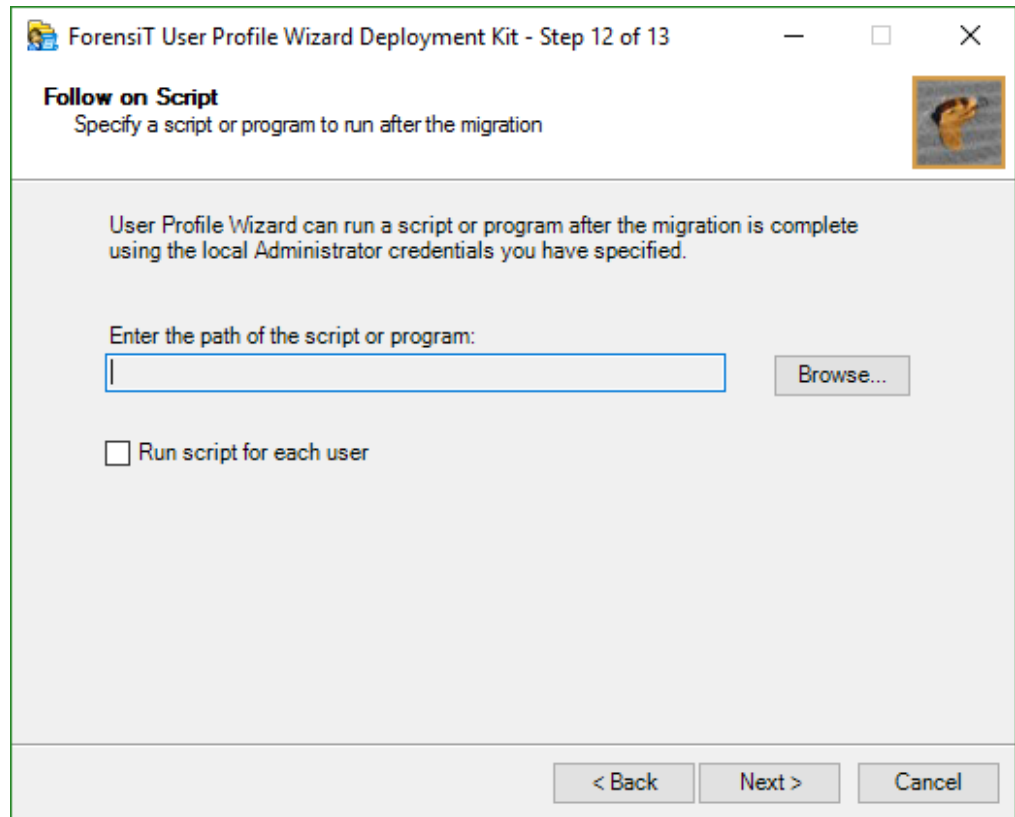 ForensiT User Profile Wizard Deployment Kit - Step 12 of 13
Follow on Script
Specify a script or program to run after the migration
User Profile Wizard can run a script or program after the migration is complete
using the local Administrator credentials you have specified.
Enter the path of the script or program:
Browse...
Run script for each user
< Back
Next >
Cancel